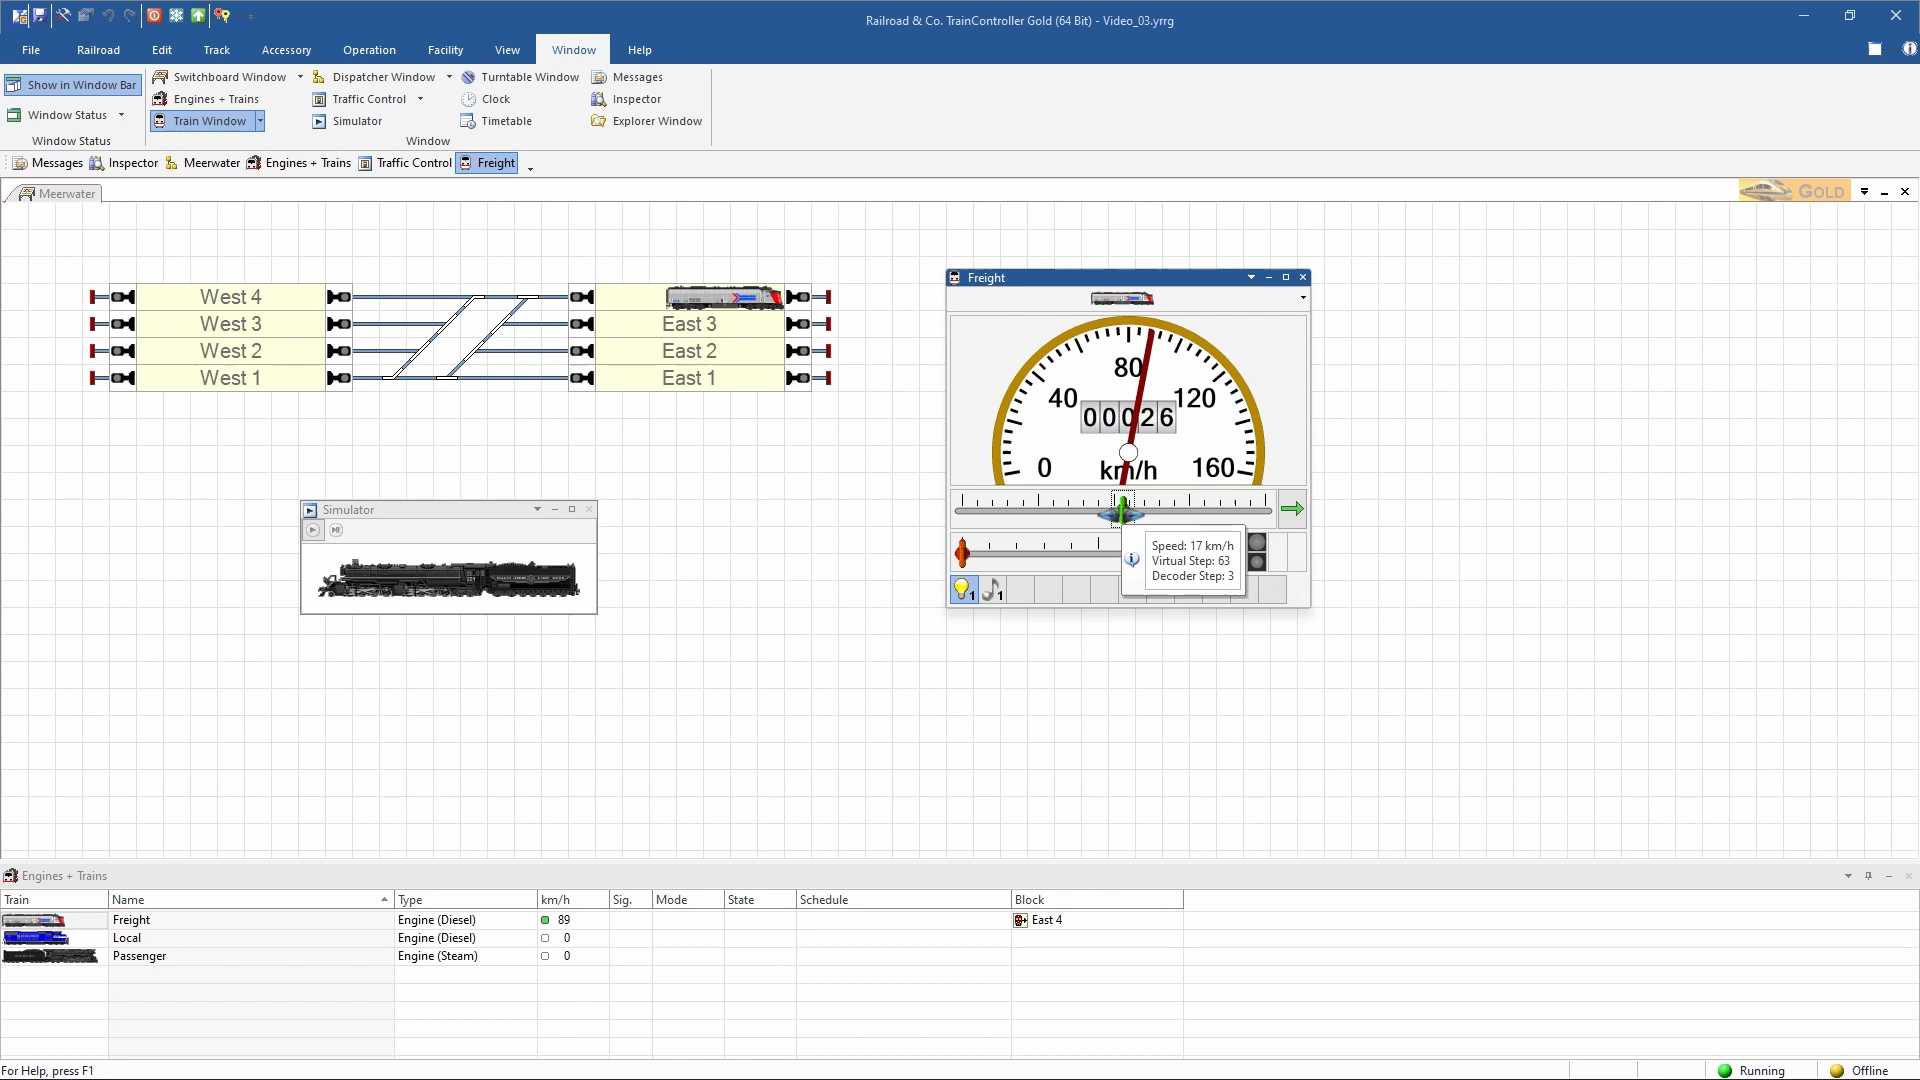 Railroad & Co. TrainController Gold (64 Bit) - Video_03.yrrg
File Railroad Edit Track Accessory Operation Facility View Window Help
Show in Window Bar
Window Status
Window Status
Switchboard Window
Engines + Trains
Train Window
Dispatcher Window
Traffic Control
Simulator
Turntable Window
Clock
Timetable
Messages
Inspector
Explorer Window
Window
Messages Inspector Meerwater Engines + Trains Traffic Control Freight
Meerwater
GOLD
West 4
West 3 East 3
West 2 East 2
West 1 East 1
Simulator
224
Freight
80
40 120
00026
0 km/h 160
Speed: 17 km/h
Virtual Step: 63
Decoder Step: 3
1 1
Engines + Trains
Train Name Type km/h Sig. Mode State Schedule Block
Freight Engine (Diesel) 89 East 4
Local Engine (Diesel) 0
Passenger Engine (Steam) 0
For Help, press F1 Running Offline